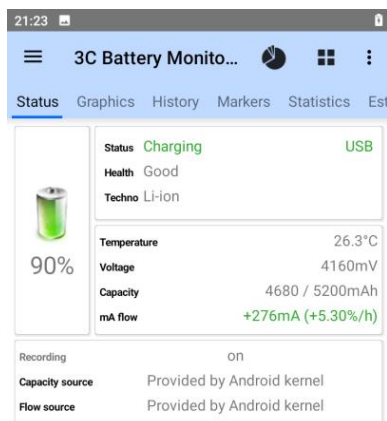 21:23
3C Battery Monito...
Status Graphics History Markers Statistics Est
Status Charging USB
Health Good
Techno Li-ion
90%
Temperature 26.3°C
Voltage 4160mV
Capacity 4680 / 5200mAh
mA flow +276mA (+5.30%/h)
Recording on
Capacity source Provided by Android kernel
Flow source Provided by Android kernel